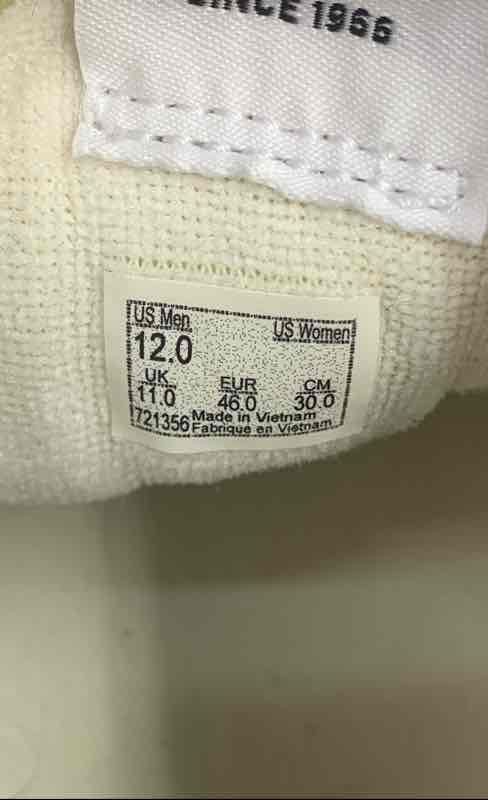 SINCE 1966
US Men US Women
12.0
UK EUR CM
11.0 46.0 30.0
721356 Made in Vietnam
Fabriqué en Vietnam